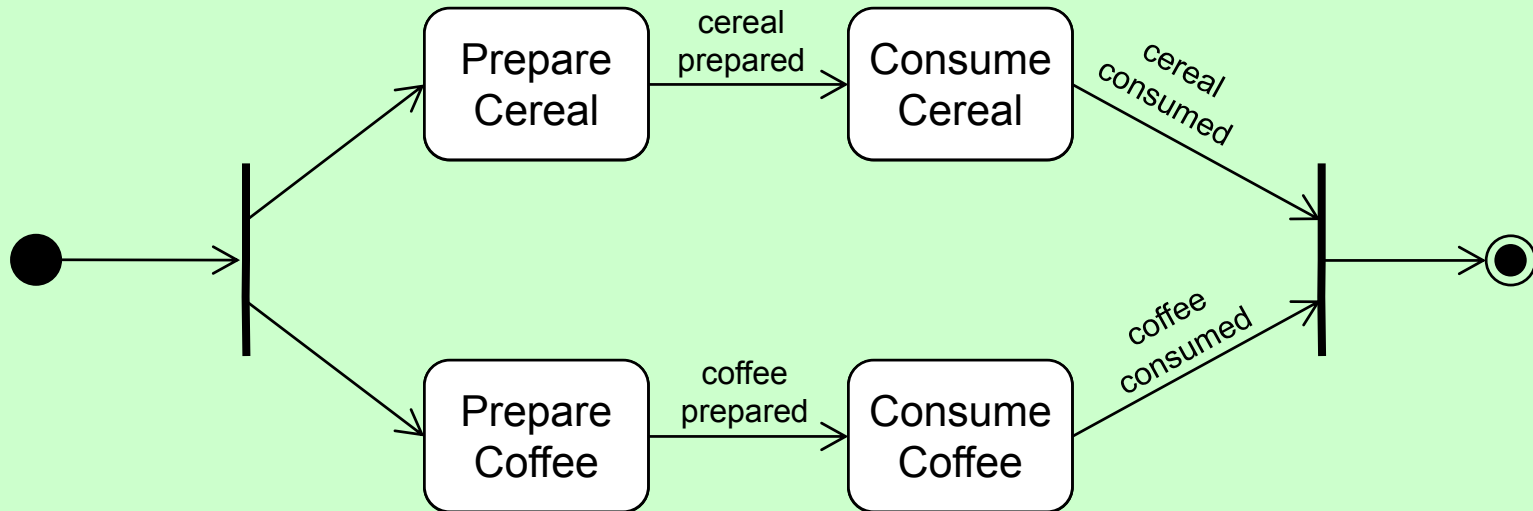 Prepare
Cereal
cereal
prepared
Consume
Cereal
cereal
consumed
Prepare
Coffee
coffee
prepared
Consume
Coffee
coffee
consumed